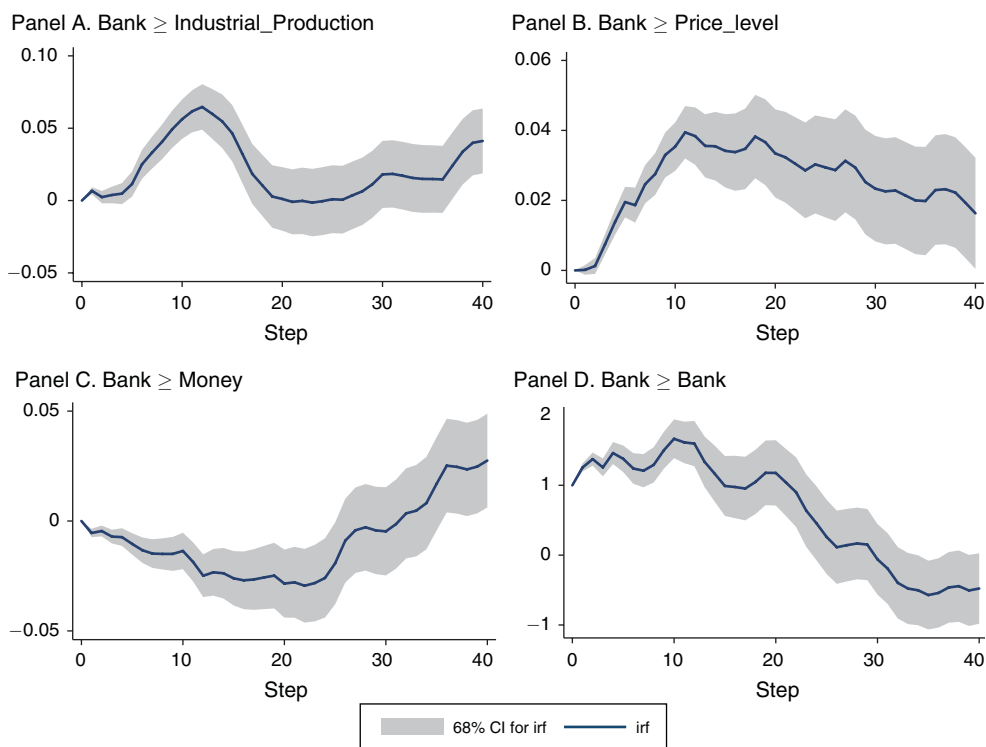 Panel A. Bank ≥ Industrial_Production
0.10
0.05
0
−0.05
0 10 20 30 40
Step
Panel B. Bank ≥ Price_level
0.06
0.04
0.02
0
0 10 20 30 40
Step
Panel C. Bank ≥ Money
0.05
0
−0.05
0 10 20 30 40
Step
Panel D. Bank ≥ Bank
2
1
0
−1
0 10 20 30 40
Step
68% CI for irf irf